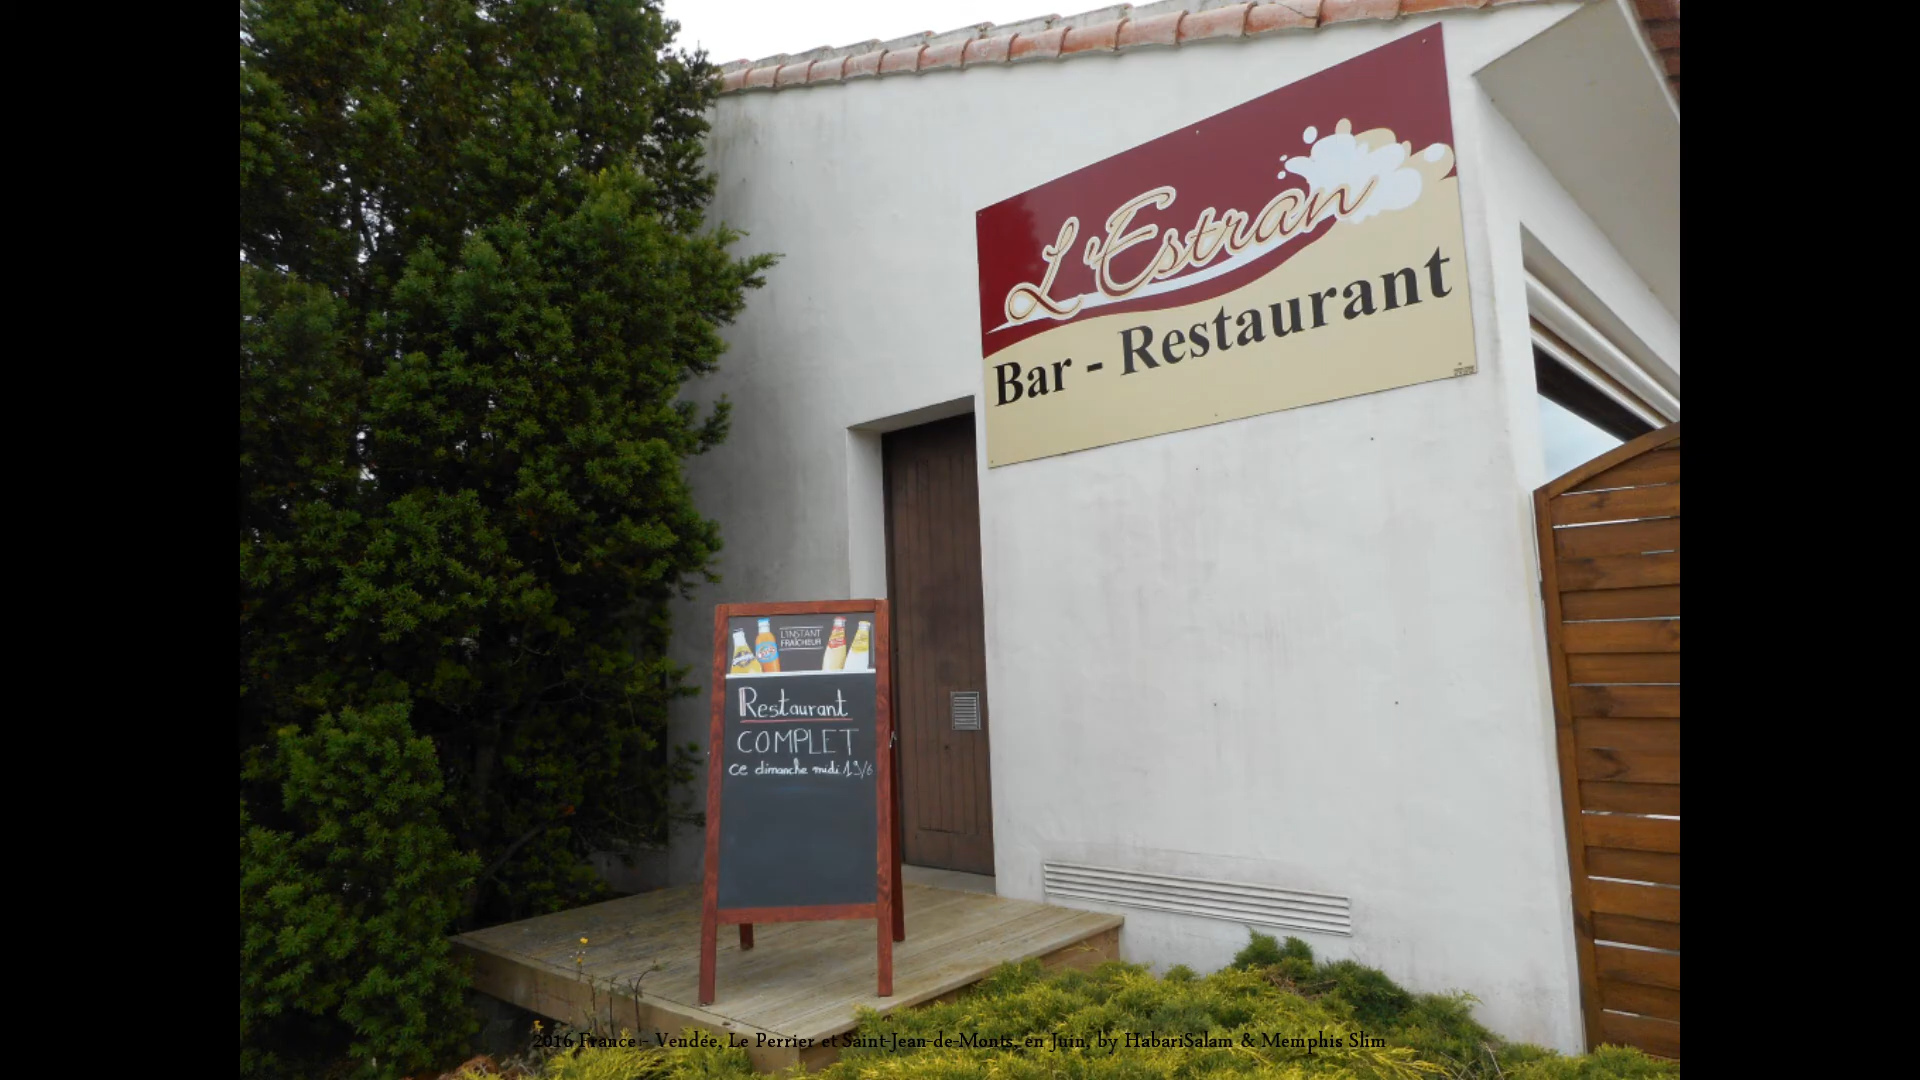 L'Estran
Bar - Restaurant
L'INSTANT
FRAÎCHEUR
Restaurant
COMPLET
ce dimanche midi 19/6
2016 France - Vendée, Le Perrier et Saint-Jean-de-Monts, en Juin, by HabariSalam & Memphis Slim